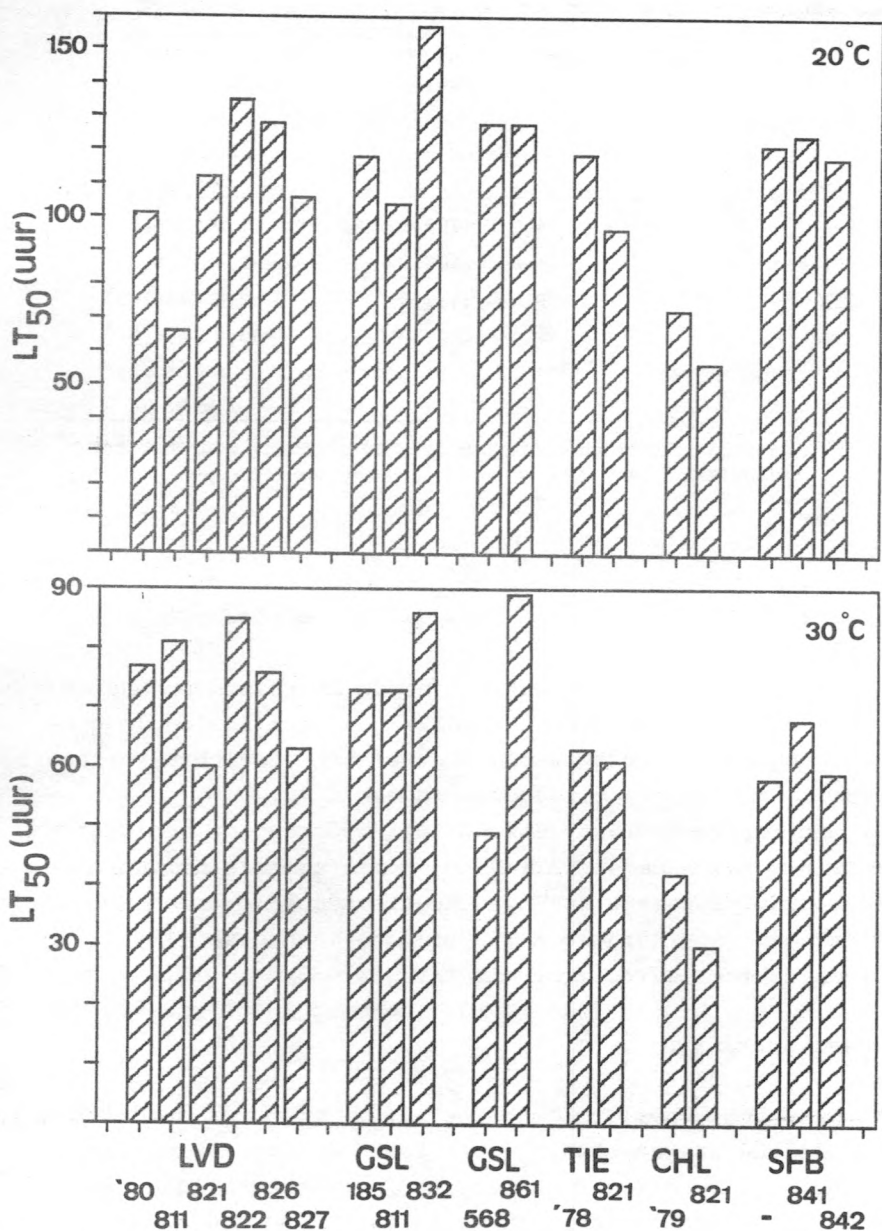 150
20°C
100
LT50 (uur)
50
90
30°C
60
LT50 (uur)
30
LVD GSL GSL TIE CHL SFB
'80 821 826 185 832 861 821 821 841
811 822 827 811 568 '78 '79 - 842